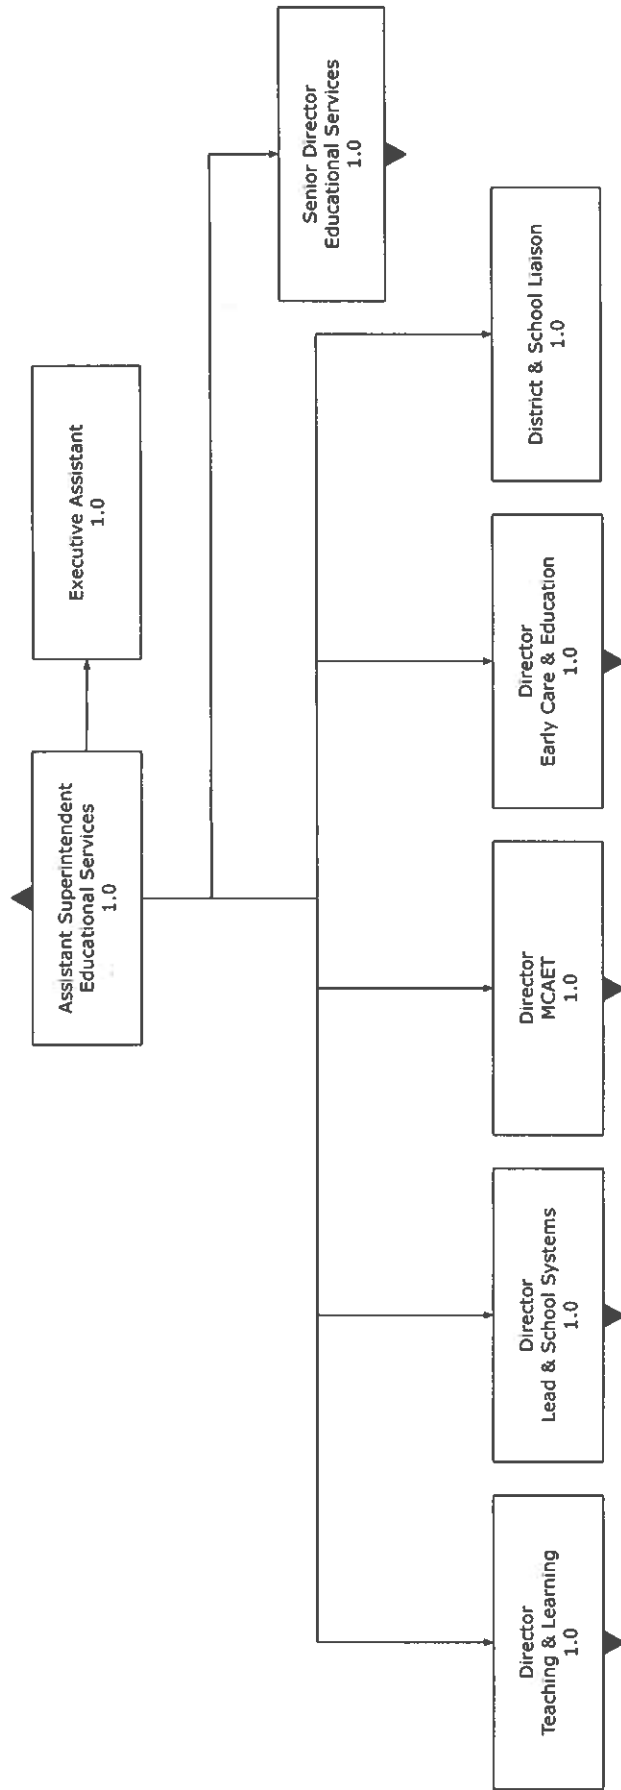 Assistant Superintendent
Educational Services
1.0
Executive Assistant
1.0
Senior Director
Educational Services
1.0
Director
Teaching & Learning
1.0
Director
Lead & School Systems
1.0
Director
MCAET
1.0
Director
Early Care & Education
1.0
District & School Liaison
1.0